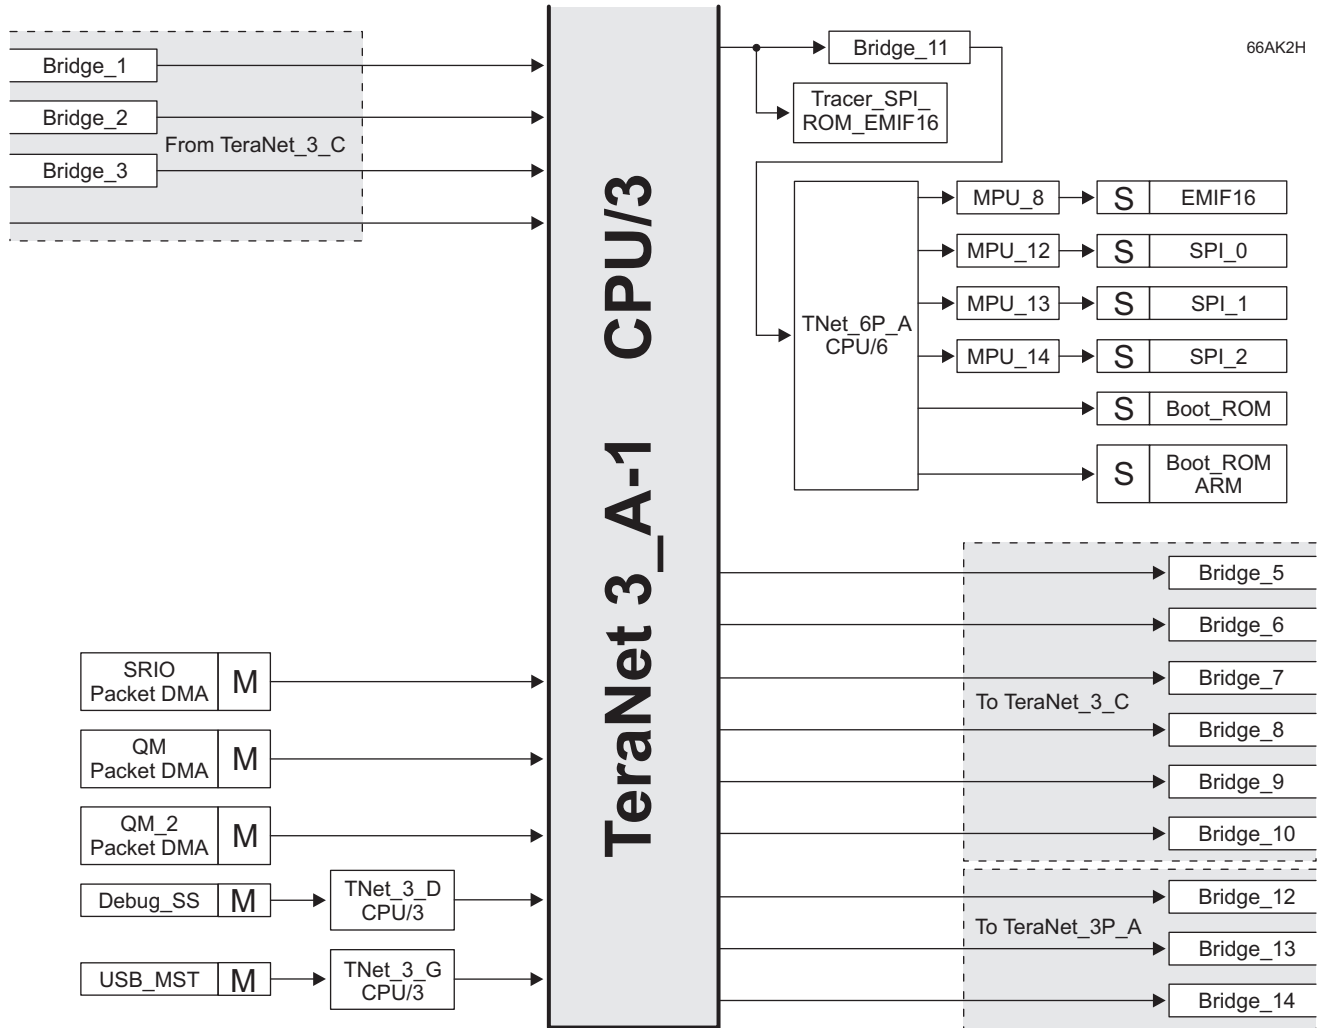 Bridge_1
Bridge_2
From TeraNet_3_C
Bridge_3
SRIO
Packet DMA
M
QM
Packet DMA
M
QM_2
Packet DMA
M
Debug_SS
M
TNet_3_D
CPU/3
USB_MST
M
TNet_3_G
CPU/3
TeraNet 3_A-1 CPU/3
Bridge_11
66AK2H
Tracer_SPI_
ROM_EMIF16
TNet_6P_A
CPU/6
MPU_8
S
EMIF16
MPU_12
S
SPI_0
MPU_13
S
SPI_1
MPU_14
S
SPI_2
S
Boot_ROM
S
Boot_ROM
ARM
Bridge_5
Bridge_6
Bridge_7
To TeraNet_3_C
Bridge_8
Bridge_9
Bridge_10
Bridge_12
To TeraNet_3P_A
Bridge_13
Bridge_14